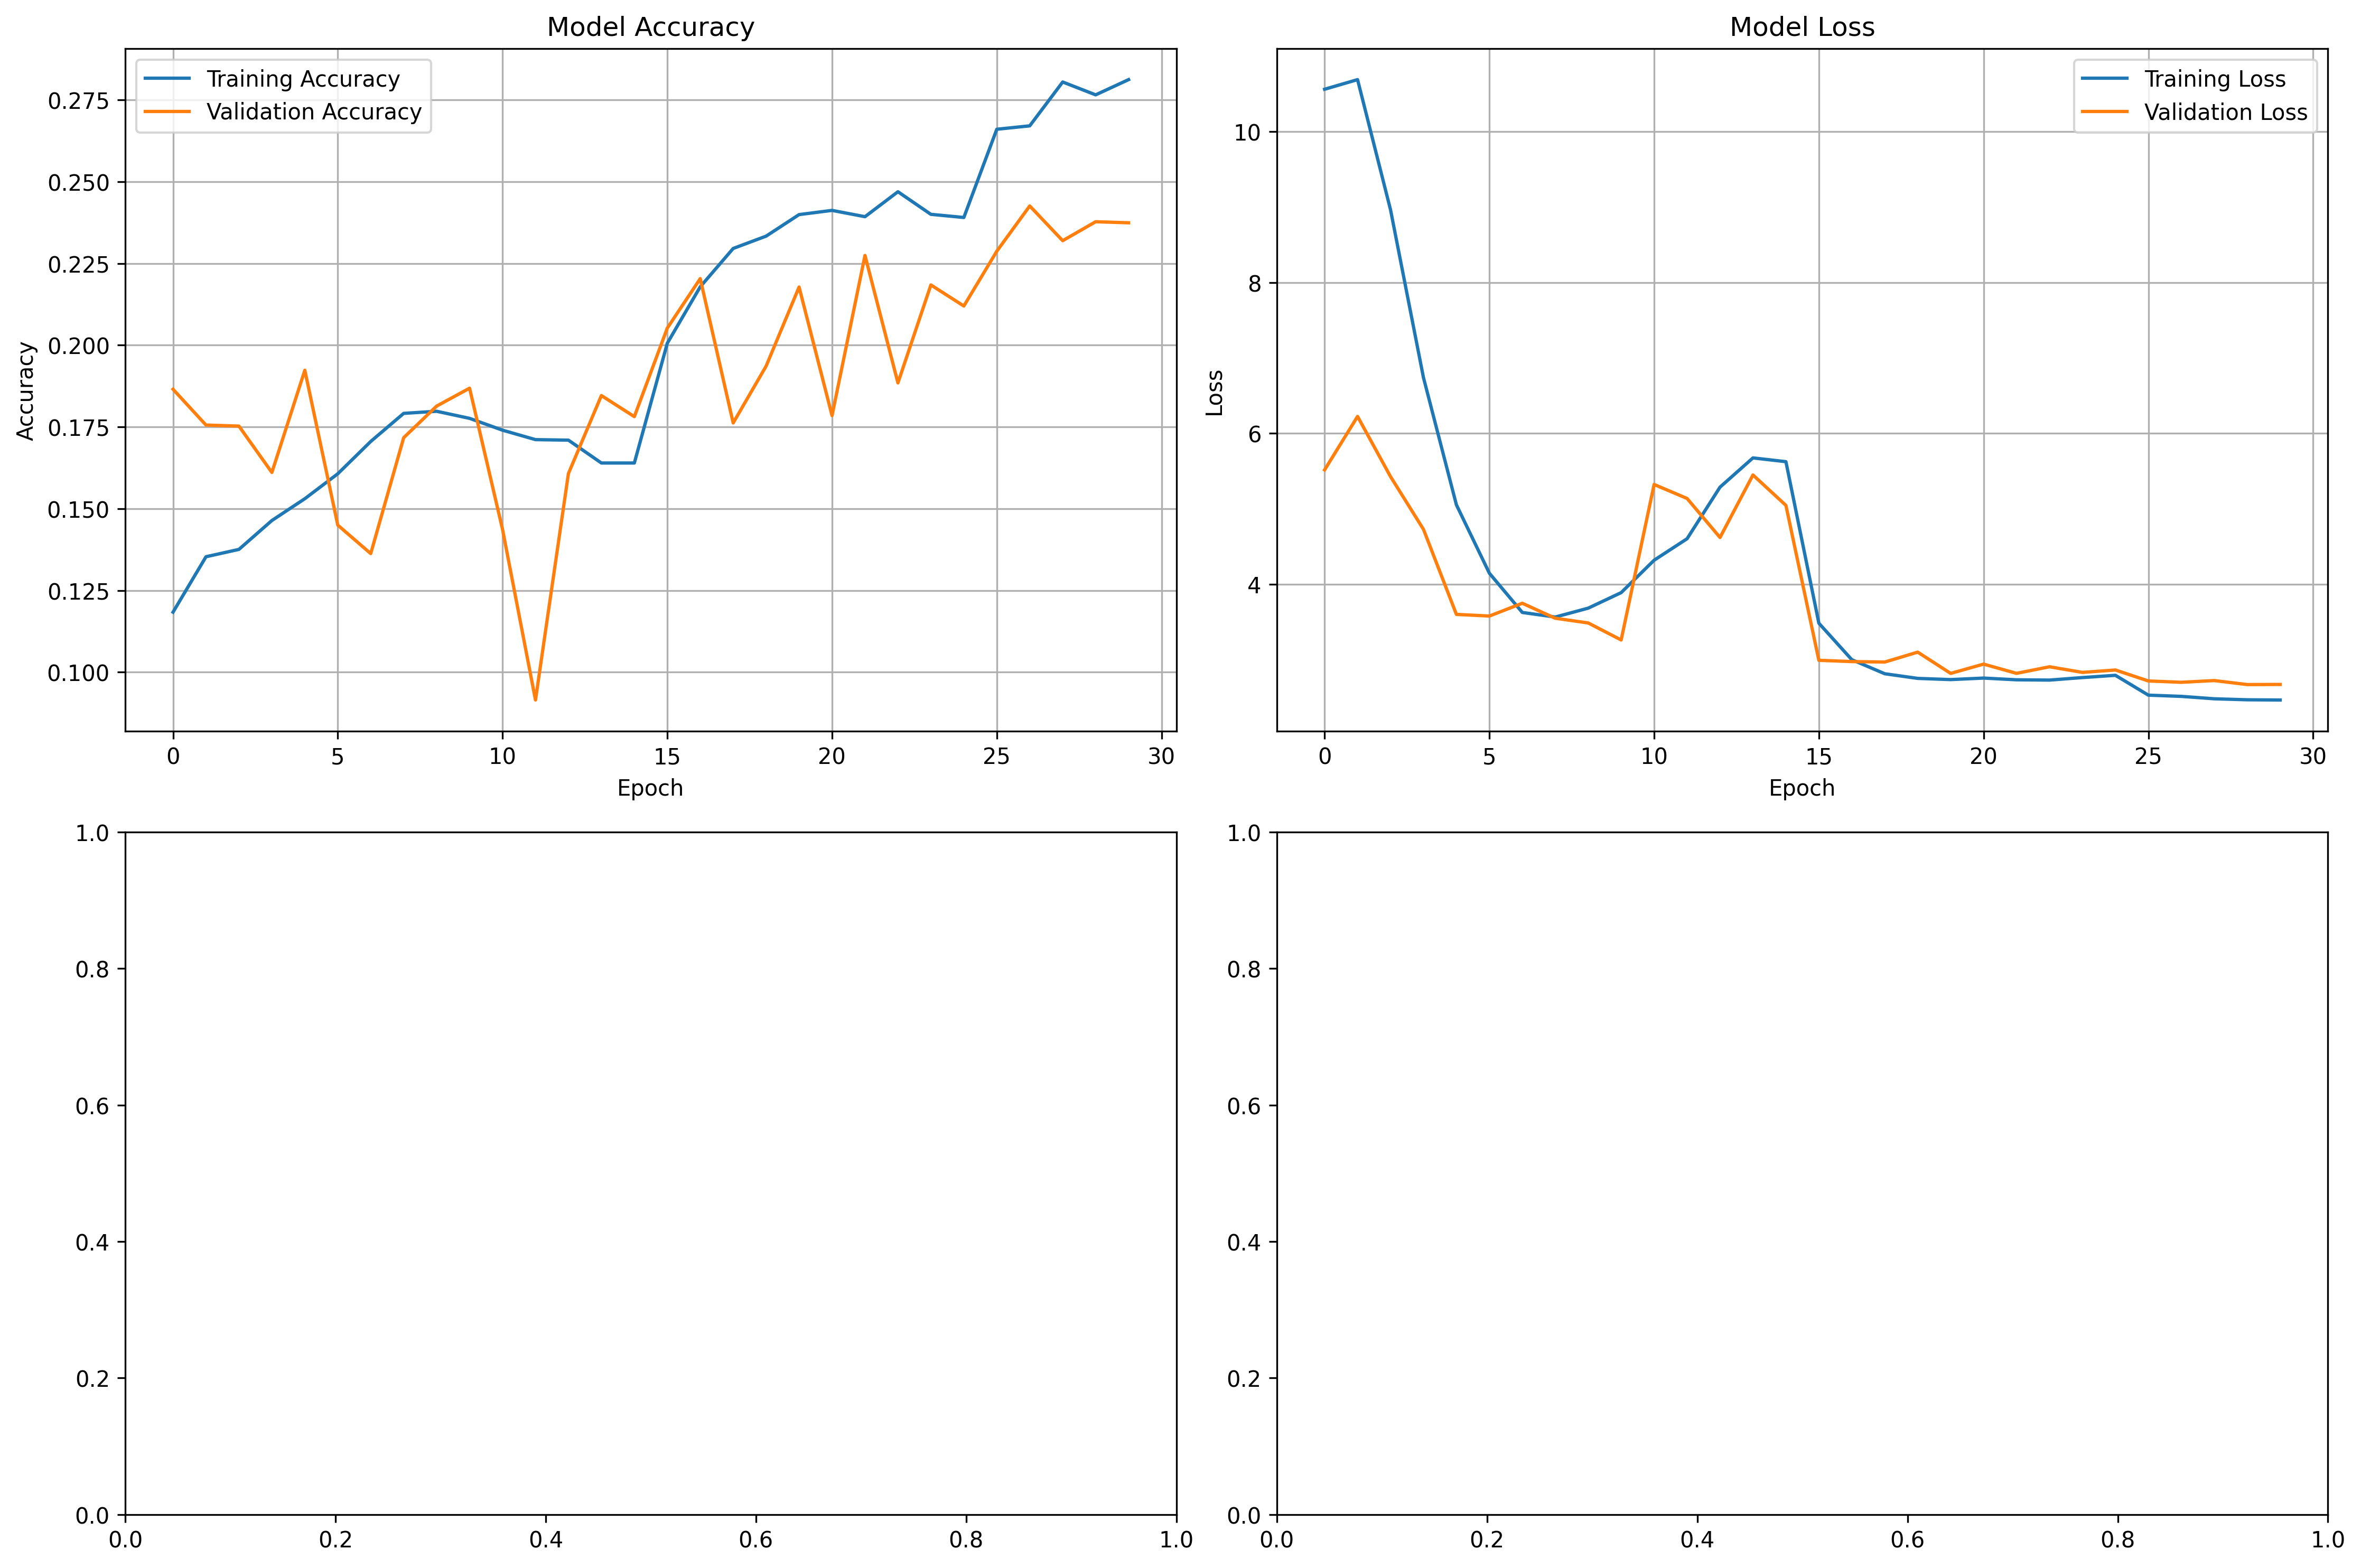 Model Accuracy
Training Accuracy
Validation Accuracy
Accuracy
0.275
0.250
0.225
0.200
0.175
0.150
0.125
0.100
0 5 10 15 20 25 30
Epoch
Model Loss
Training Loss
Validation Loss
Loss
10
8
6
4
0 5 10 15 20 25 30
Epoch
1.0
0.8
0.6
0.4
0.2
0.0
0.0 0.2 0.4 0.6 0.8 1.0
1.0
0.8
0.6
0.4
0.2
0.0
0.0 0.2 0.4 0.6 0.8 1.0